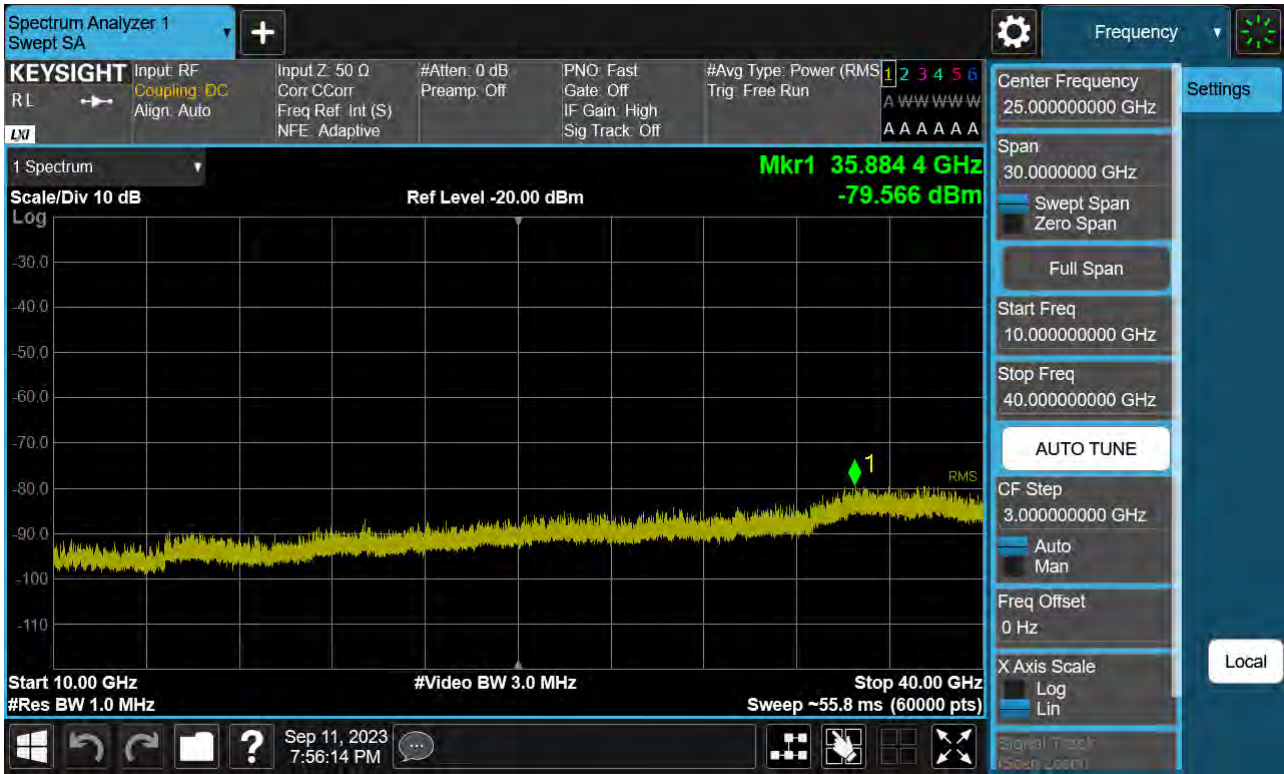 Spectrum Analyzer 1
Swept SA
Frequency
KEYSIGHT
RL
LXI
Input: RF
Coupling: DC
Align: Auto
Input Z: 50 Ω
Corr CCorr
Freq Ref: Int (S)
NFE: Adaptive
#Atten: 0 dB
Preamp: Off
PNO: Fast
Gate: Off
IF Gain: High
Sig Track: Off
#Avg Type: Power (RMS
Trig: Free Run
1 2 3 4 5 6
A W W W W W
A A A A A A
1 Spectrum
Scale/Div 10 dB
Log
Ref Level -20.00 dBm
Mkr1 35.884 4 GHz
-79.566 dBm
-30.0
-40.0
-50.0
-60.0
-70.0
-80.0
-90.0
-100
-110
1
RMS
Start 10.00 GHz
#Video BW 3.0 MHz
Stop 40.00 GHz
#Res BW 1.0 MHz
Sweep ~55.8 ms (60000 pts)
Center Frequency
25.000000000 GHz
Span
30.0000000 GHz
Swept Span
Zero Span
Full Span
Start Freq
10.000000000 GHz
Stop Freq
40.000000000 GHz
AUTO TUNE
CF Step
3.000000000 GHz
Auto
Man
Freq Offset
0 Hz
X Axis Scale
Log
Lin
Signal Track
(Span Zoom)
Settings
Local
?
Sep 11, 2023
7:56:14 PM